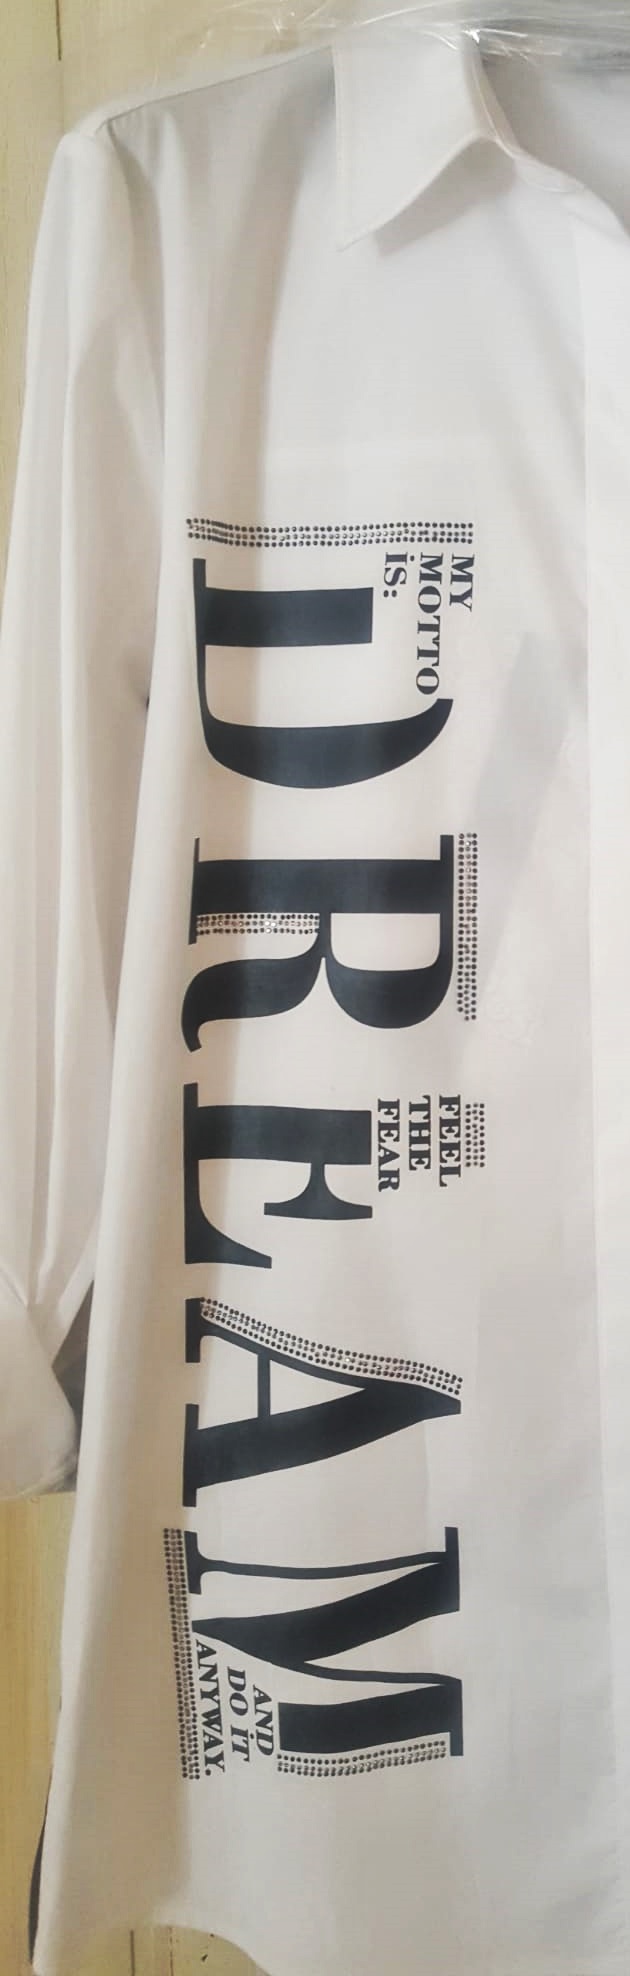 MY
MOTTO
iS:
DREAM
FEEL
THE
FEAR
AND
DO iT
ANYWAY.